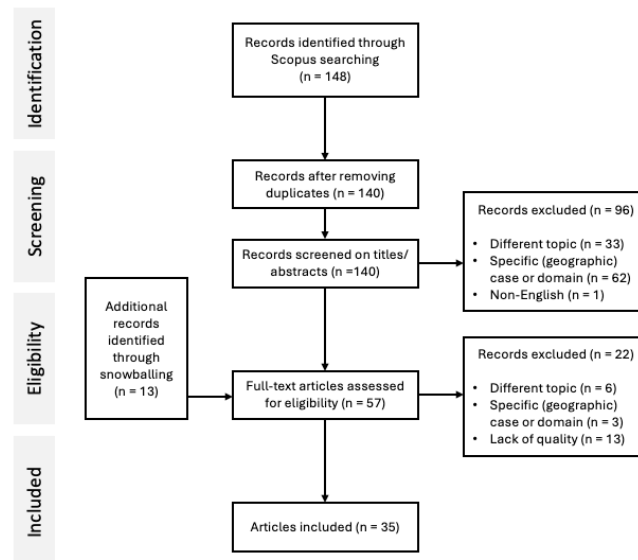 Identification
Records identified through
Scopus searching
(n = 148)
Screening
Records after removing
duplicates (n = 140)
Records screened on titles/
abstracts (n =140)
Records excluded (n = 96)
• Different topic (n = 33)
• Specific (geographic)
case or domain (n = 62)
• Non-English (n = 1)
Eligibility
Additional
records
identified
through
snowballing
(n = 13)
Full-text articles assessed
for eligibility (n = 57)
Records excluded (n = 22)
• Different topic (n = 6)
• Specific (geographic)
case or domain (n = 3)
• Lack of quality (n = 13)
Included
Articles included (n = 35)